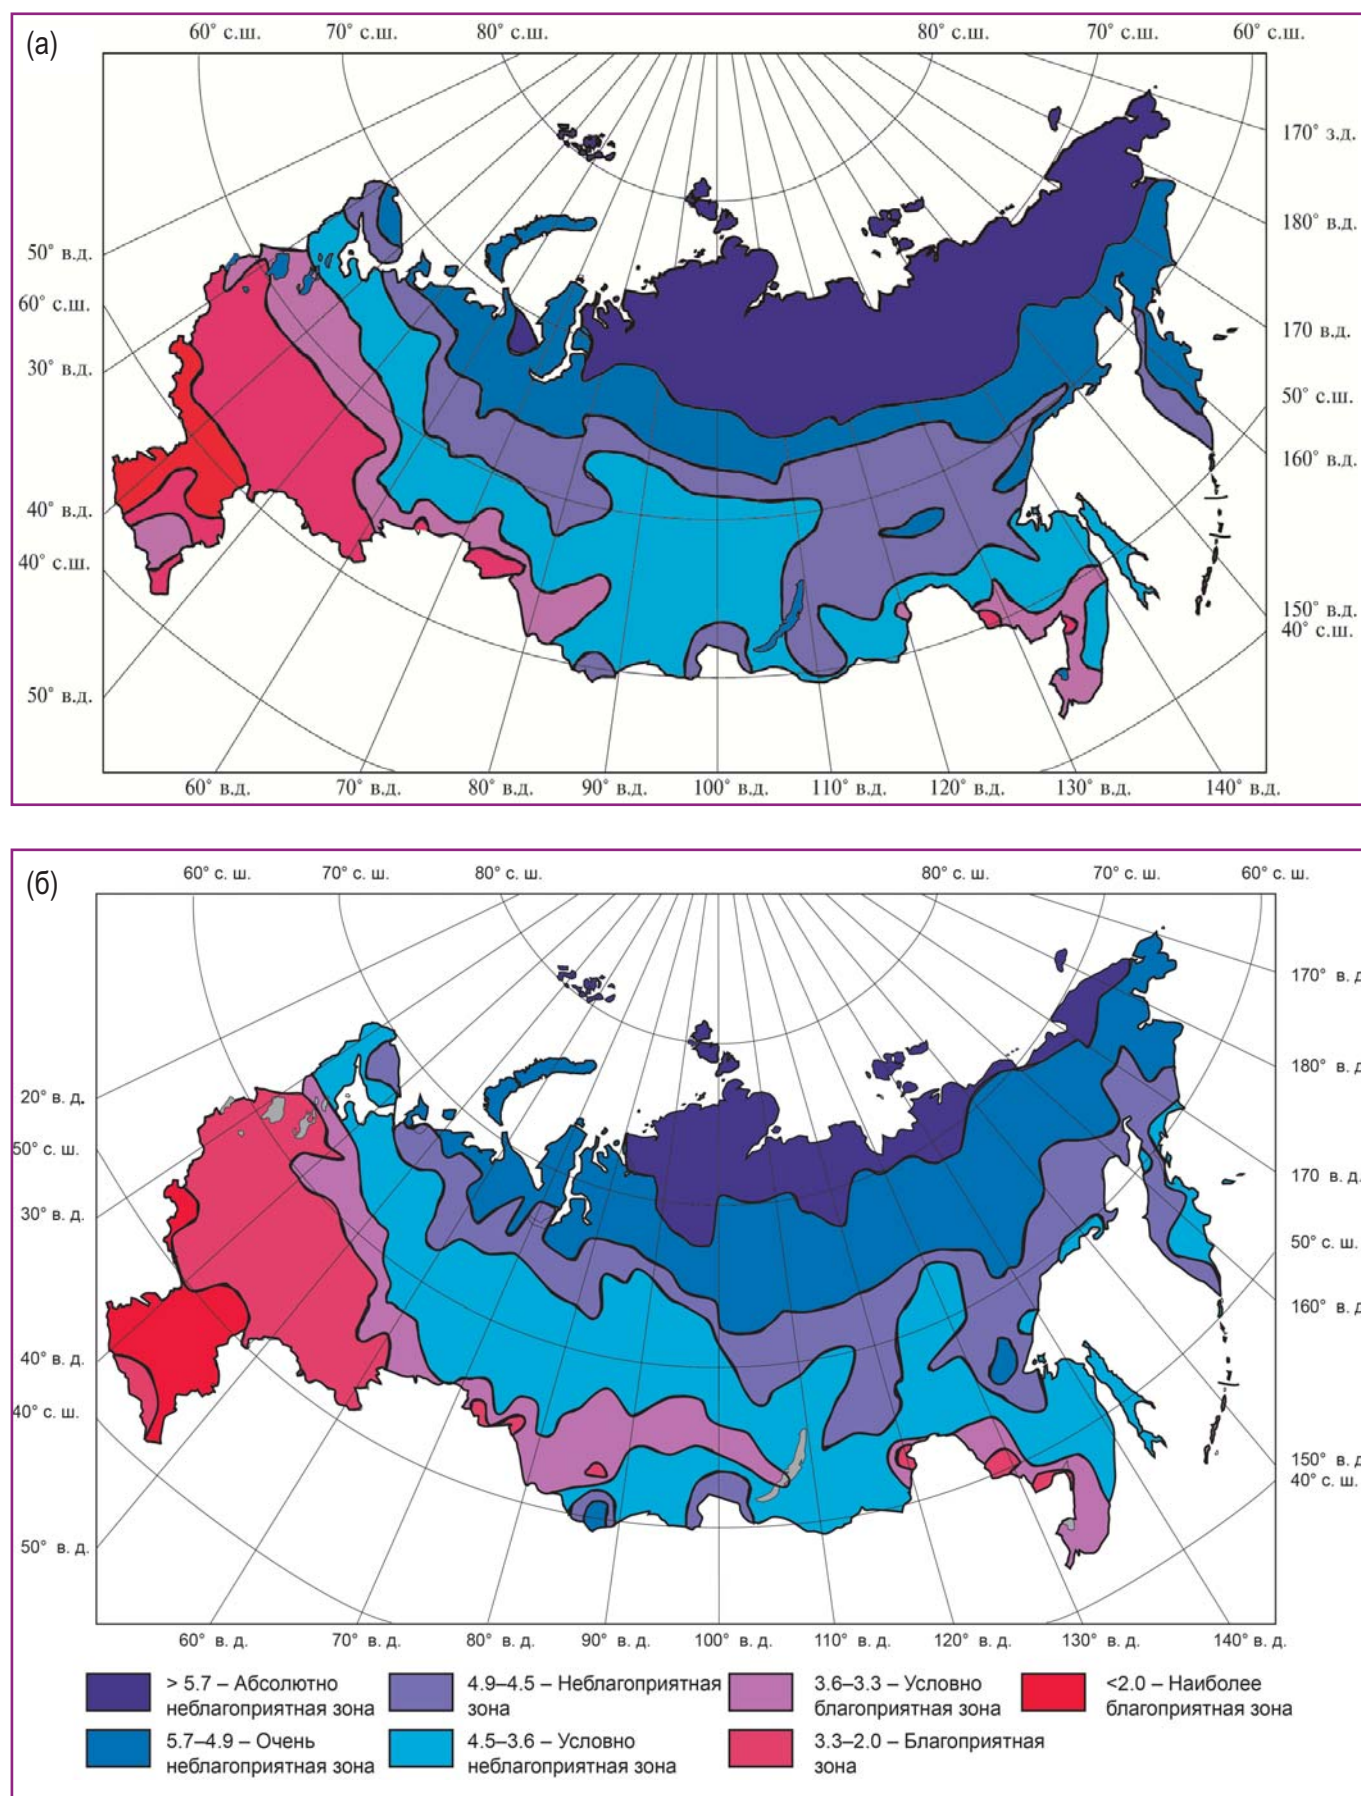 (а)
60° с.ш.
70° с.ш.
80° с.ш.
80° с.ш.
70° с.ш.
60° с.ш.
170° з.д.
180° в.д.
170 в.д.
50° с.ш.
160° в.д.
150° в.д.
40° с.ш.
50° в.д.
60° с.ш.
30° в.д.
40° в.д.
40° с.ш.
50° в.д.
60° в.д.
70° в.д.
80° в.д.
90° в.д.
100° в.д.
110° в.д.
120° в.д.
130° в.д.
140° в.д.
(б)
60° с. ш.
70° с. ш.
80° с. ш.
80° с. ш.
70° с. ш.
60° с. ш.
170° в. д
180° в. д
170° в. д.
50° с. ш.
160° в. д
150° в. д
40° с. ш.
20° в. д.
50° с. ш.
30° в. д.
40° в. д.
40° с. ш.
50° в. д.
60° в. д.
70° в. д.
80° в. д.
90° в. д.
100° в. д.
110° в. д.
120° в. д.
130° в. д.
140° в. д.
> 5.7 – Абсолютно
неблагоприятная зона
5.7–4.9 – Очень
неблагоприятная зона
4.9–4.5 – Неблагоприятная
зона
4.5–3.6 – Условно
неблагоприятная зона
3.6–3.3 – Условно
благоприятная зона
3.3–2.0 – Благоприятная
зона
<2.0 – Наиболее
благоприятная зона